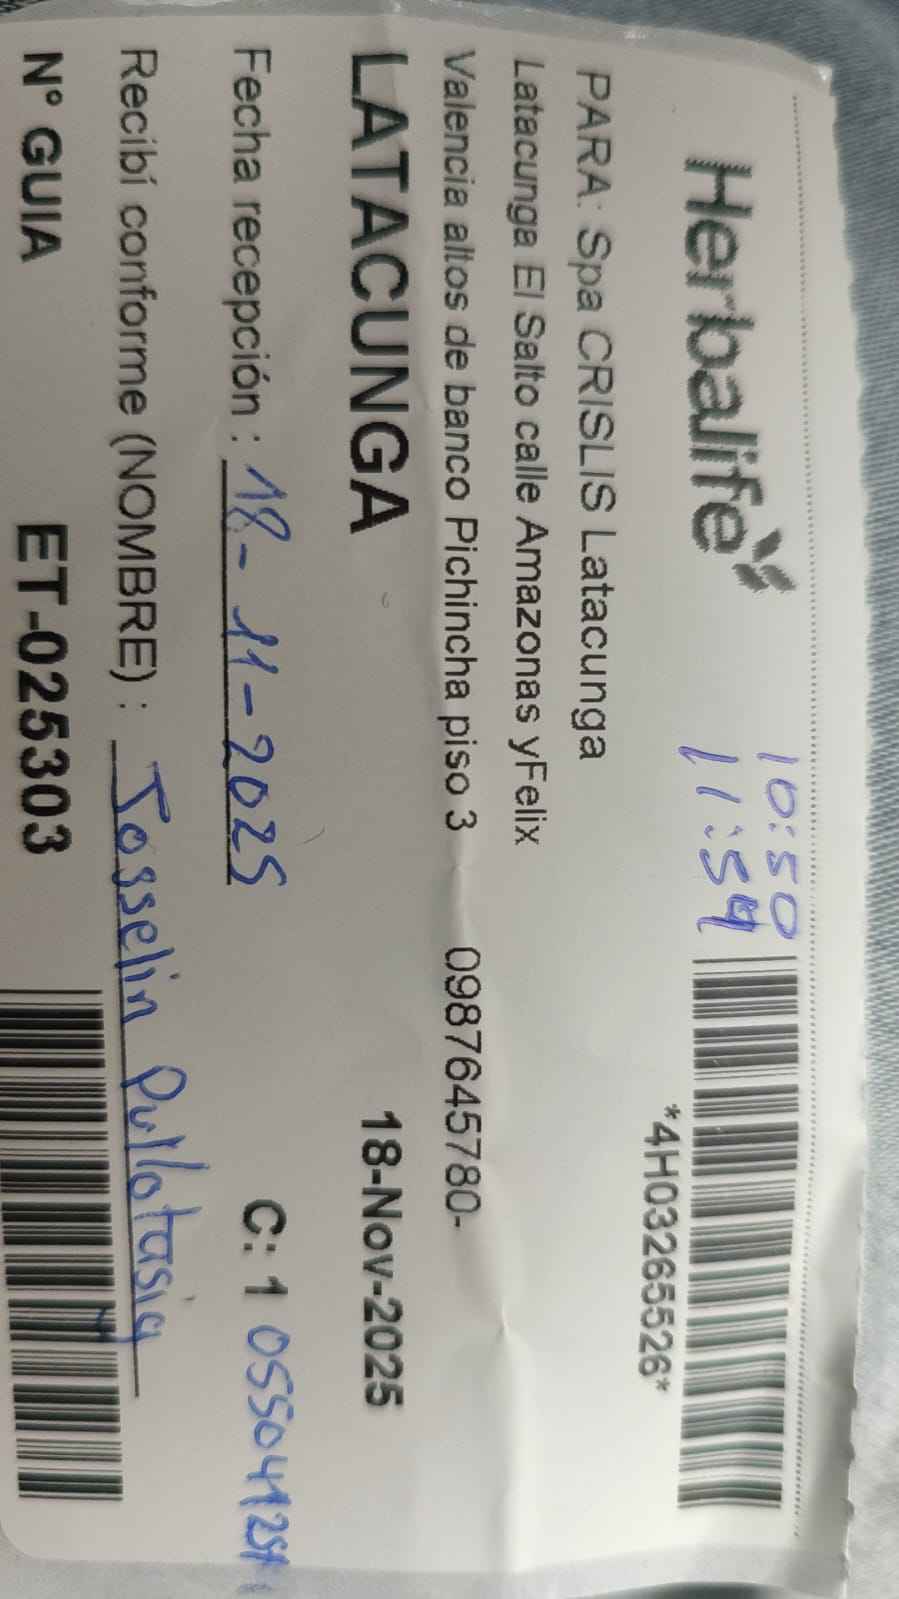 Herbalife
10:50
11:54
*4H03265526*
PARA: Spa CRISLIS Latacunga
Latacunga El Salto calle Amazonas yFelix
Valencia altos de banco Pichincha piso 3 0987645780-
LATACUNGA 18-Nov-2025
Fecha recepción : 18-11-2025 C: 1
Recibí conforme (NOMBRE) : Josselin Pullotasig
N° GUIA ET-025303